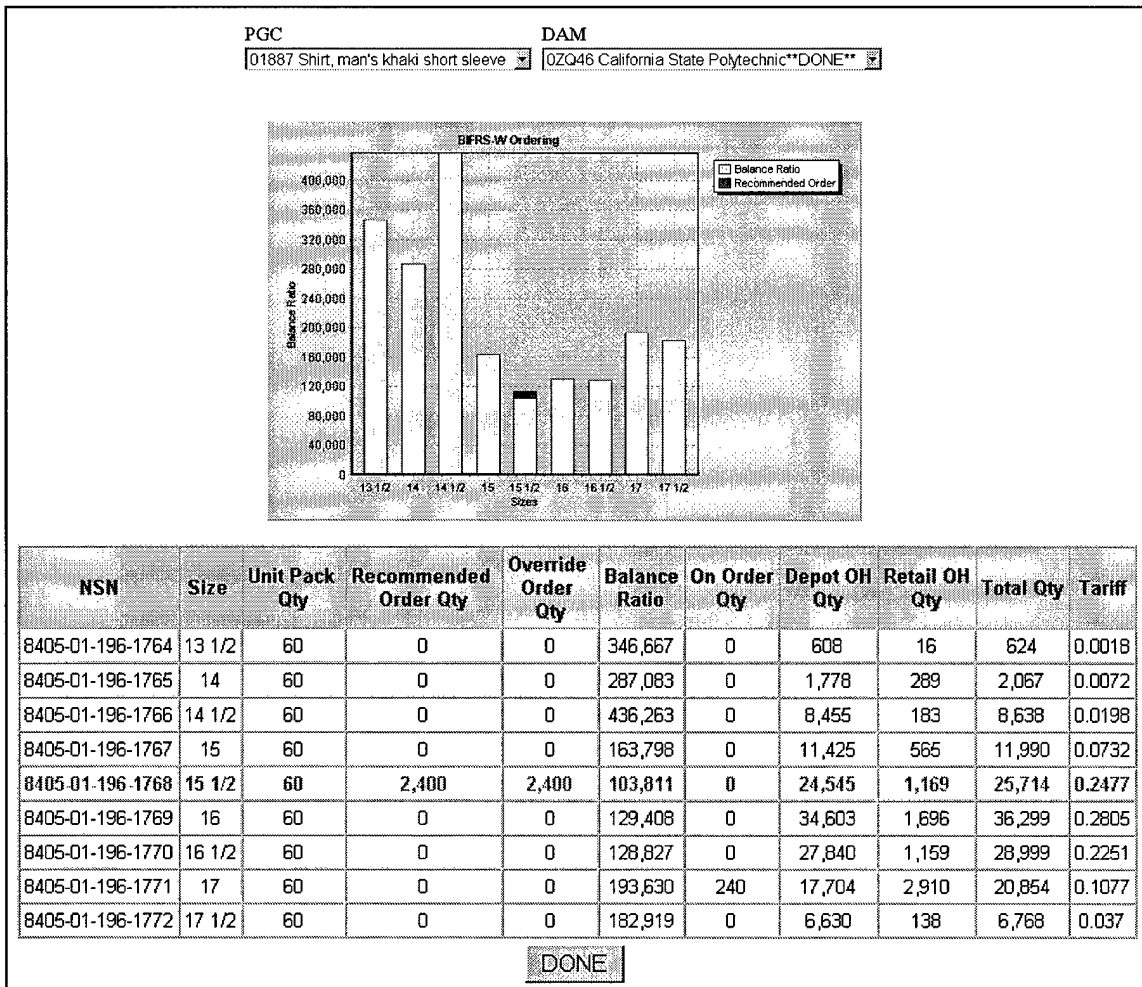 PGC DAM
01887 Shirt, man's khaki short sleeve 0ZQ46 California State Polytechnic**DONE**
BIFRS-W Ordering
Balance Ratio
Recommended Order
400,000
360,000
320,000
280,000
240,000
200,000
160,000
120,000
80,000
40,000
0
Balance Ratio
13 1/2 14 14 1/2 15 15 1/2 16 16 1/2 17 17 1/2
Sizes
NSN Size Unit Pack Qty Recommended Order Qty Override Order Qty Balance Ratio On Order Qty Depot OH Qty Retail OH Qty Total Qty Tariff
8405-01-196-1764 13 1/2 60 0 0 346,667 0 608 16 624 0.0018
8405-01-196-1765 14 60 0 0 287,083 0 1,778 289 2,067 0.0072
8405-01-196-1766 14 1/2 60 0 0 436,263 0 8,455 183 8,638 0.0198
8405-01-196-1767 15 60 0 0 163,798 0 11,425 565 11,990 0.0732
8405-01-196-1768 15 1/2 60 2,400 2,400 103,811 0 24,545 1,169 25,714 0.2477
8405-01-196-1769 16 60 0 0 129,408 0 34,603 1,696 36,299 0.2805
8405-01-196-1770 16 1/2 60 0 0 128,827 0 27,840 1,159 28,999 0.2251
8405-01-196-1771 17 60 0 0 193,630 240 17,704 2,910 20,854 0.1077
8405-01-196-1772 17 1/2 60 0 0 182,919 0 6,630 138 6,768 0.037
DONE